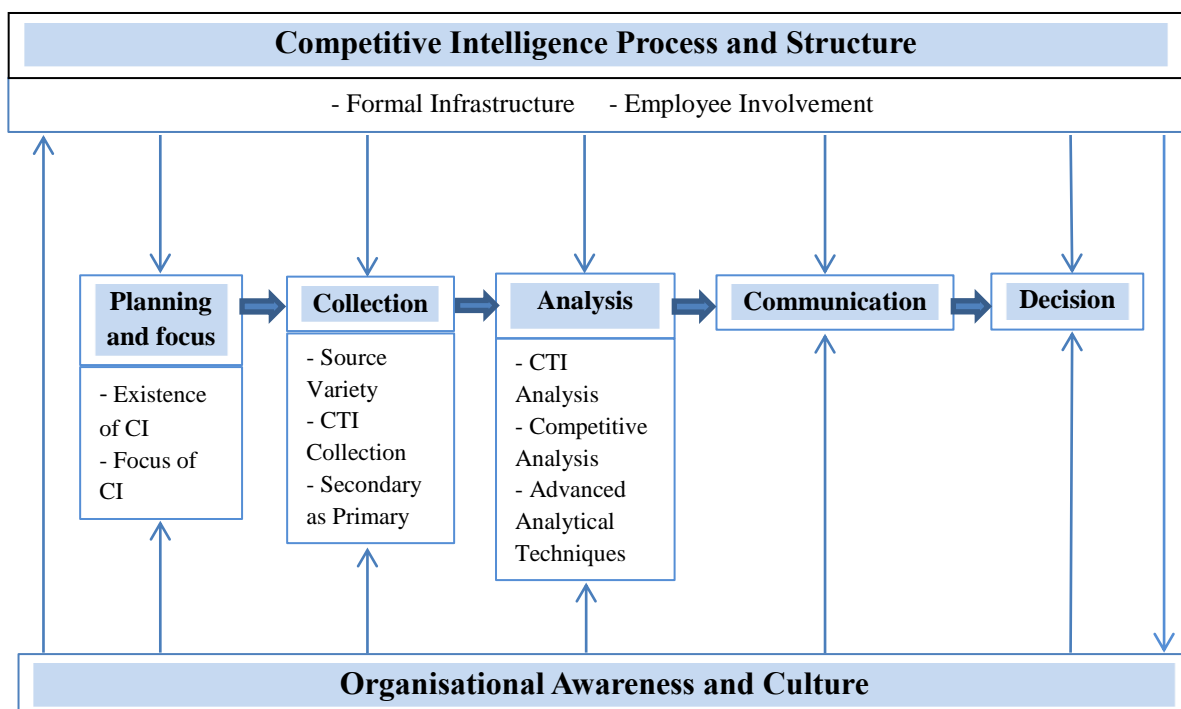 Competitive Intelligence Process and Structure
- Formal Infrastructure - Employee Involvement
Planning
and focus
- Existence
of CI
- Focus of
CI
Collection
- Source
Variety
- CTI
Collection
- Secondary
as Primary
Analysis
- CTI
Analysis
- Competitive
Analysis
- Advanced
Analytical
Techniques
Communication
Decision
Organisational Awareness and Culture